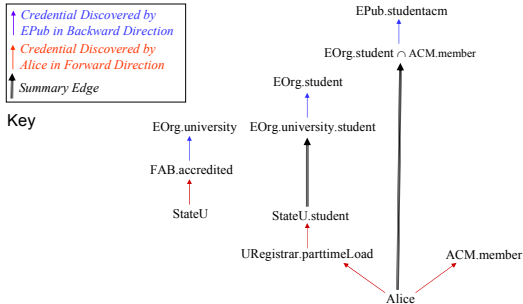 Credential Discovered by
EPub in Backward Direction
Credential Discovered by
Alice in Forward Direction
Summary Edge
Key
EPub.studentacm
EOrg.student ∩ ACM.member
EOrg.student
EOrg.university EOrg.university.student
FAB.accredited
StateU StateU.student
URegistrar.parttimeLoad ACM.member
Alice